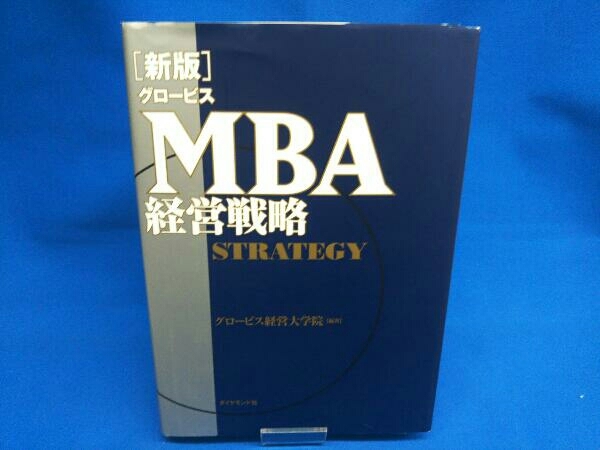 [新版]
グロービス
MBA
経営戦略
STRATEGY
グロービス経営大学院 [編著]
ダイヤモンド社